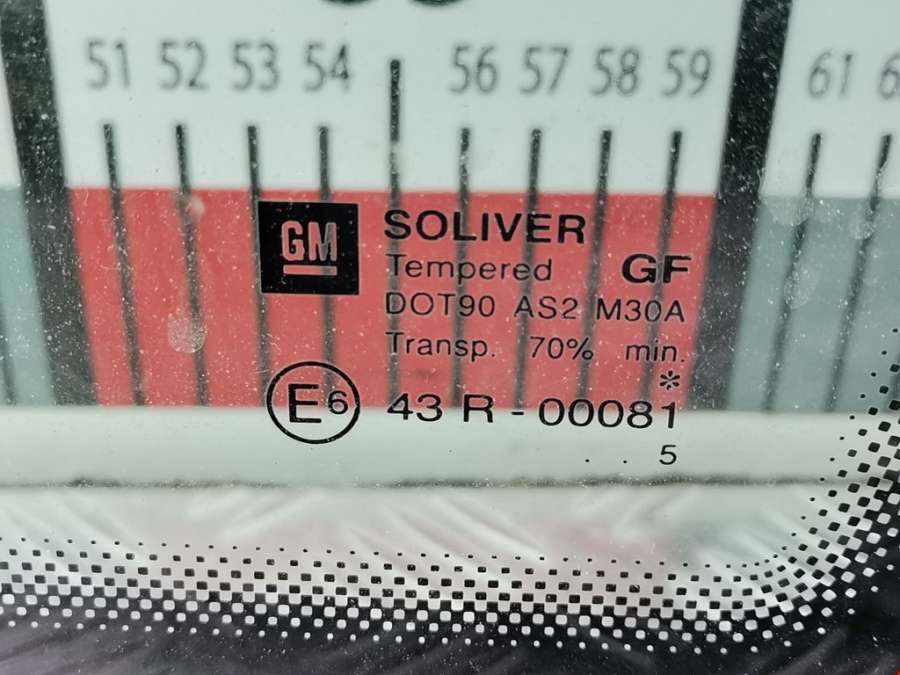 51 52 53 54 56 57 58 59 61
GM
SOLIVER
Tempered GF
DOT90 AS2 M30A
Transp. 70% min.
*
E6 43 R - 00081
. . 5